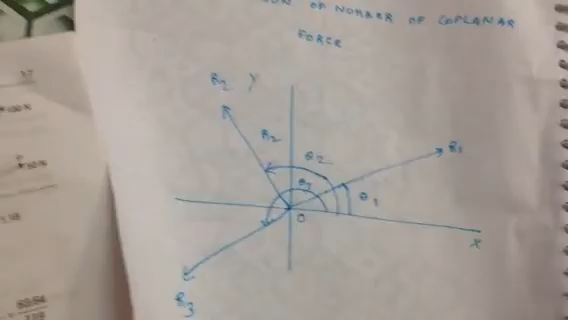 OF NUMBER OF COPLANAR
FORCE
R2 Y
R2
θ2
R1
θ3
θ1
O
X
R3